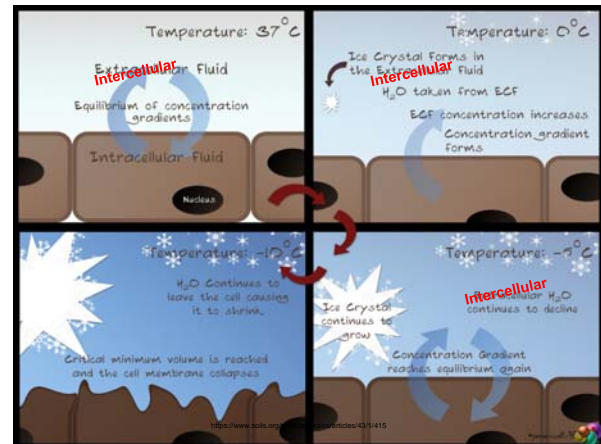 Temperature: 37°C
Extracellular Fluid
Intercellular
Equilibrium of concentration
gradients
Intracellular Fluid
Nucleus
Temperature: 0°C
Ice Crystal Forms in
the Extracellular Fluid
Intercellular
H₂O taken from ECF
ECF concentration increases
Concentration gradient
forms
Temperature: -10°C
H₂O Continues to
leave the cell causing
it to shrink.
Critical minimum volume is reached
and the cell membrane collapses
Temperature: -5°C
Intercellular
H₂O
continues to decline
Ice Crystal
continues to
grow
Concentration Gradient
reaches equilibrium again